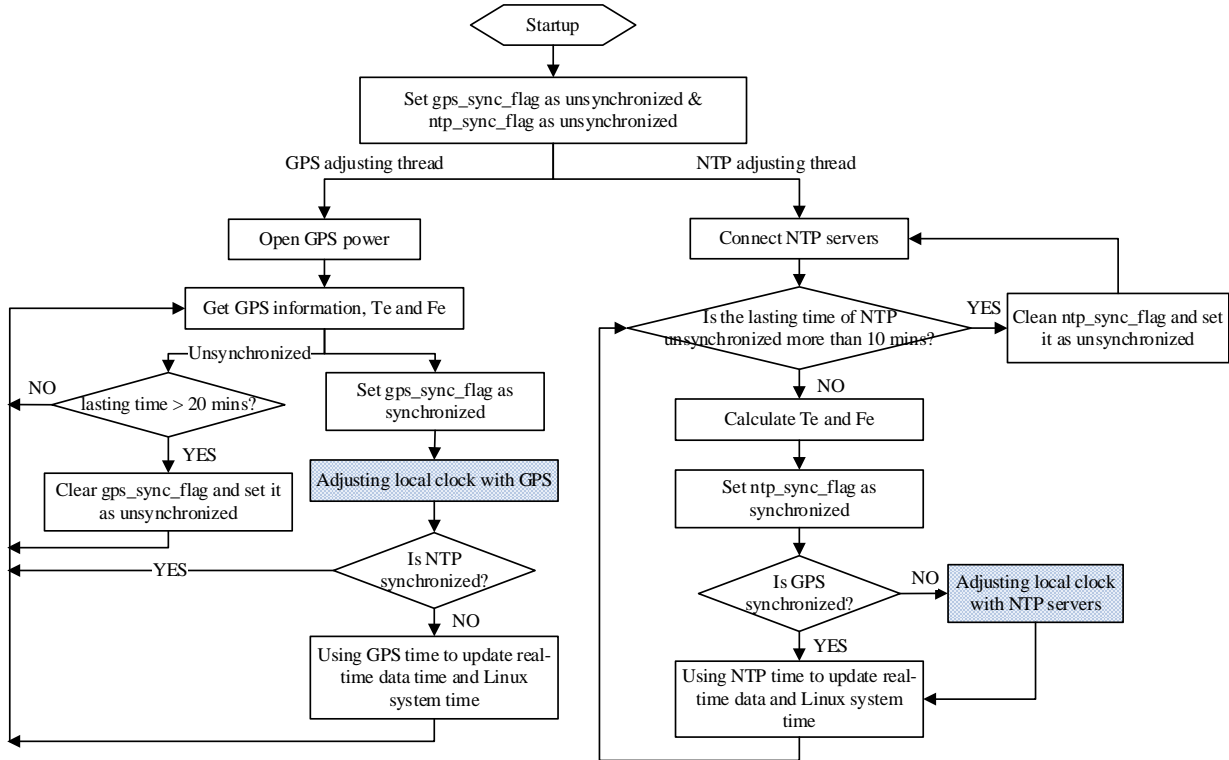 Startup
Set gps_sync_flag as unsynchronized &
ntp_sync_flag as unsynchronized
GPS adjusting thread
NTP adjusting thread
Open GPS power
Connect NTP servers
Get GPS information, Te and Fe
Is the lasting time of NTP
unsynchronized more than 10 mins?
YES
Clean ntp_sync_flag and set
it as unsynchronized
Unsynchronized
NO
lasting time > 20 mins?
Set gps_sync_flag as
synchronized
NO
Calculate Te and Fe
YES
Clear gps_sync_flag and set it
as unsynchronized
Adjusting local clock with GPS
Set ntp_sync_flag as
synchronized
YES
Is NTP
synchronized?
Is GPS
synchronized?
NO
Adjusting local clock
with NTP servers
NO
YES
Using GPS time to update real-
time data time and Linux
system time
Using NTP time to update real-
time data and Linux system
time